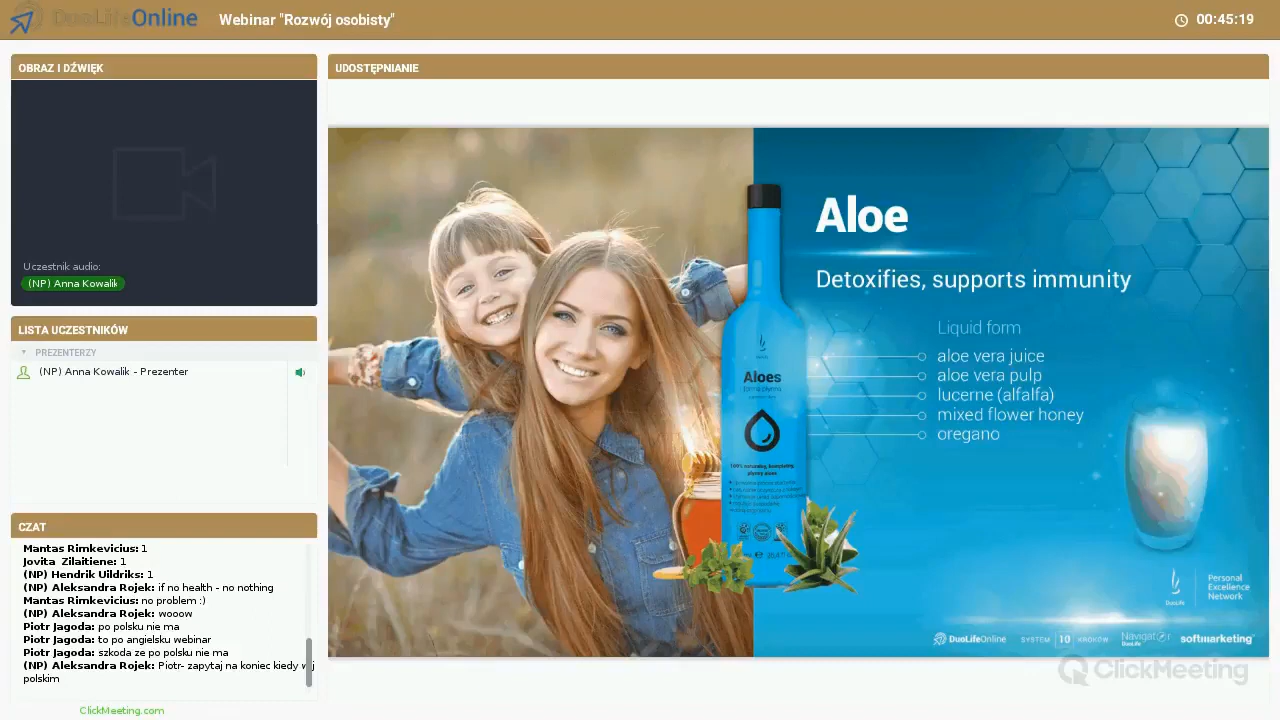 DuoLifeOnline
Webinar "Rozwój osobisty"
00:45:19
OBRAZ I DŹWIĘK
Uczestnik audio:
(NP) Anna Kowalik
LISTA UCZESTNIKÓW
PREZENTERZY
(NP) Anna Kowalik - Prezenter
CZAT
Mantas Rimkevicius: 1
Jovita Zilaitiene: 1
(NP) Hendrik Uildriks: 1
(NP) Aleksandra Rojek: if no health - no nothing
Mantas Rimkevicius: no problem :)
(NP) Aleksandra Rojek: wooow
Piotr Jagoda: po polsku nie ma
Piotr Jagoda: to po angielsku webinar
Piotr Jagoda: szkoda ze po polsku nie ma
(NP) Aleksandra Rojek: Piotr- zapytaj na koniec kiedy w j
polskim
ClickMeeting.com
UDOSTĘPNIANIE
Aloe
Detoxifies, supports immunity
Liquid form
aloe vera juice
aloe vera pulp
lucerne (alfalfa)
mixed flower honey
oregano
Aloes
forma płynna
DuoLife
Personal
Excellence
Network
DuoLifeOnline
SYSTEM 10 KROKÓW
Navigator
DuoLife
softmarketing
ClickMeeting